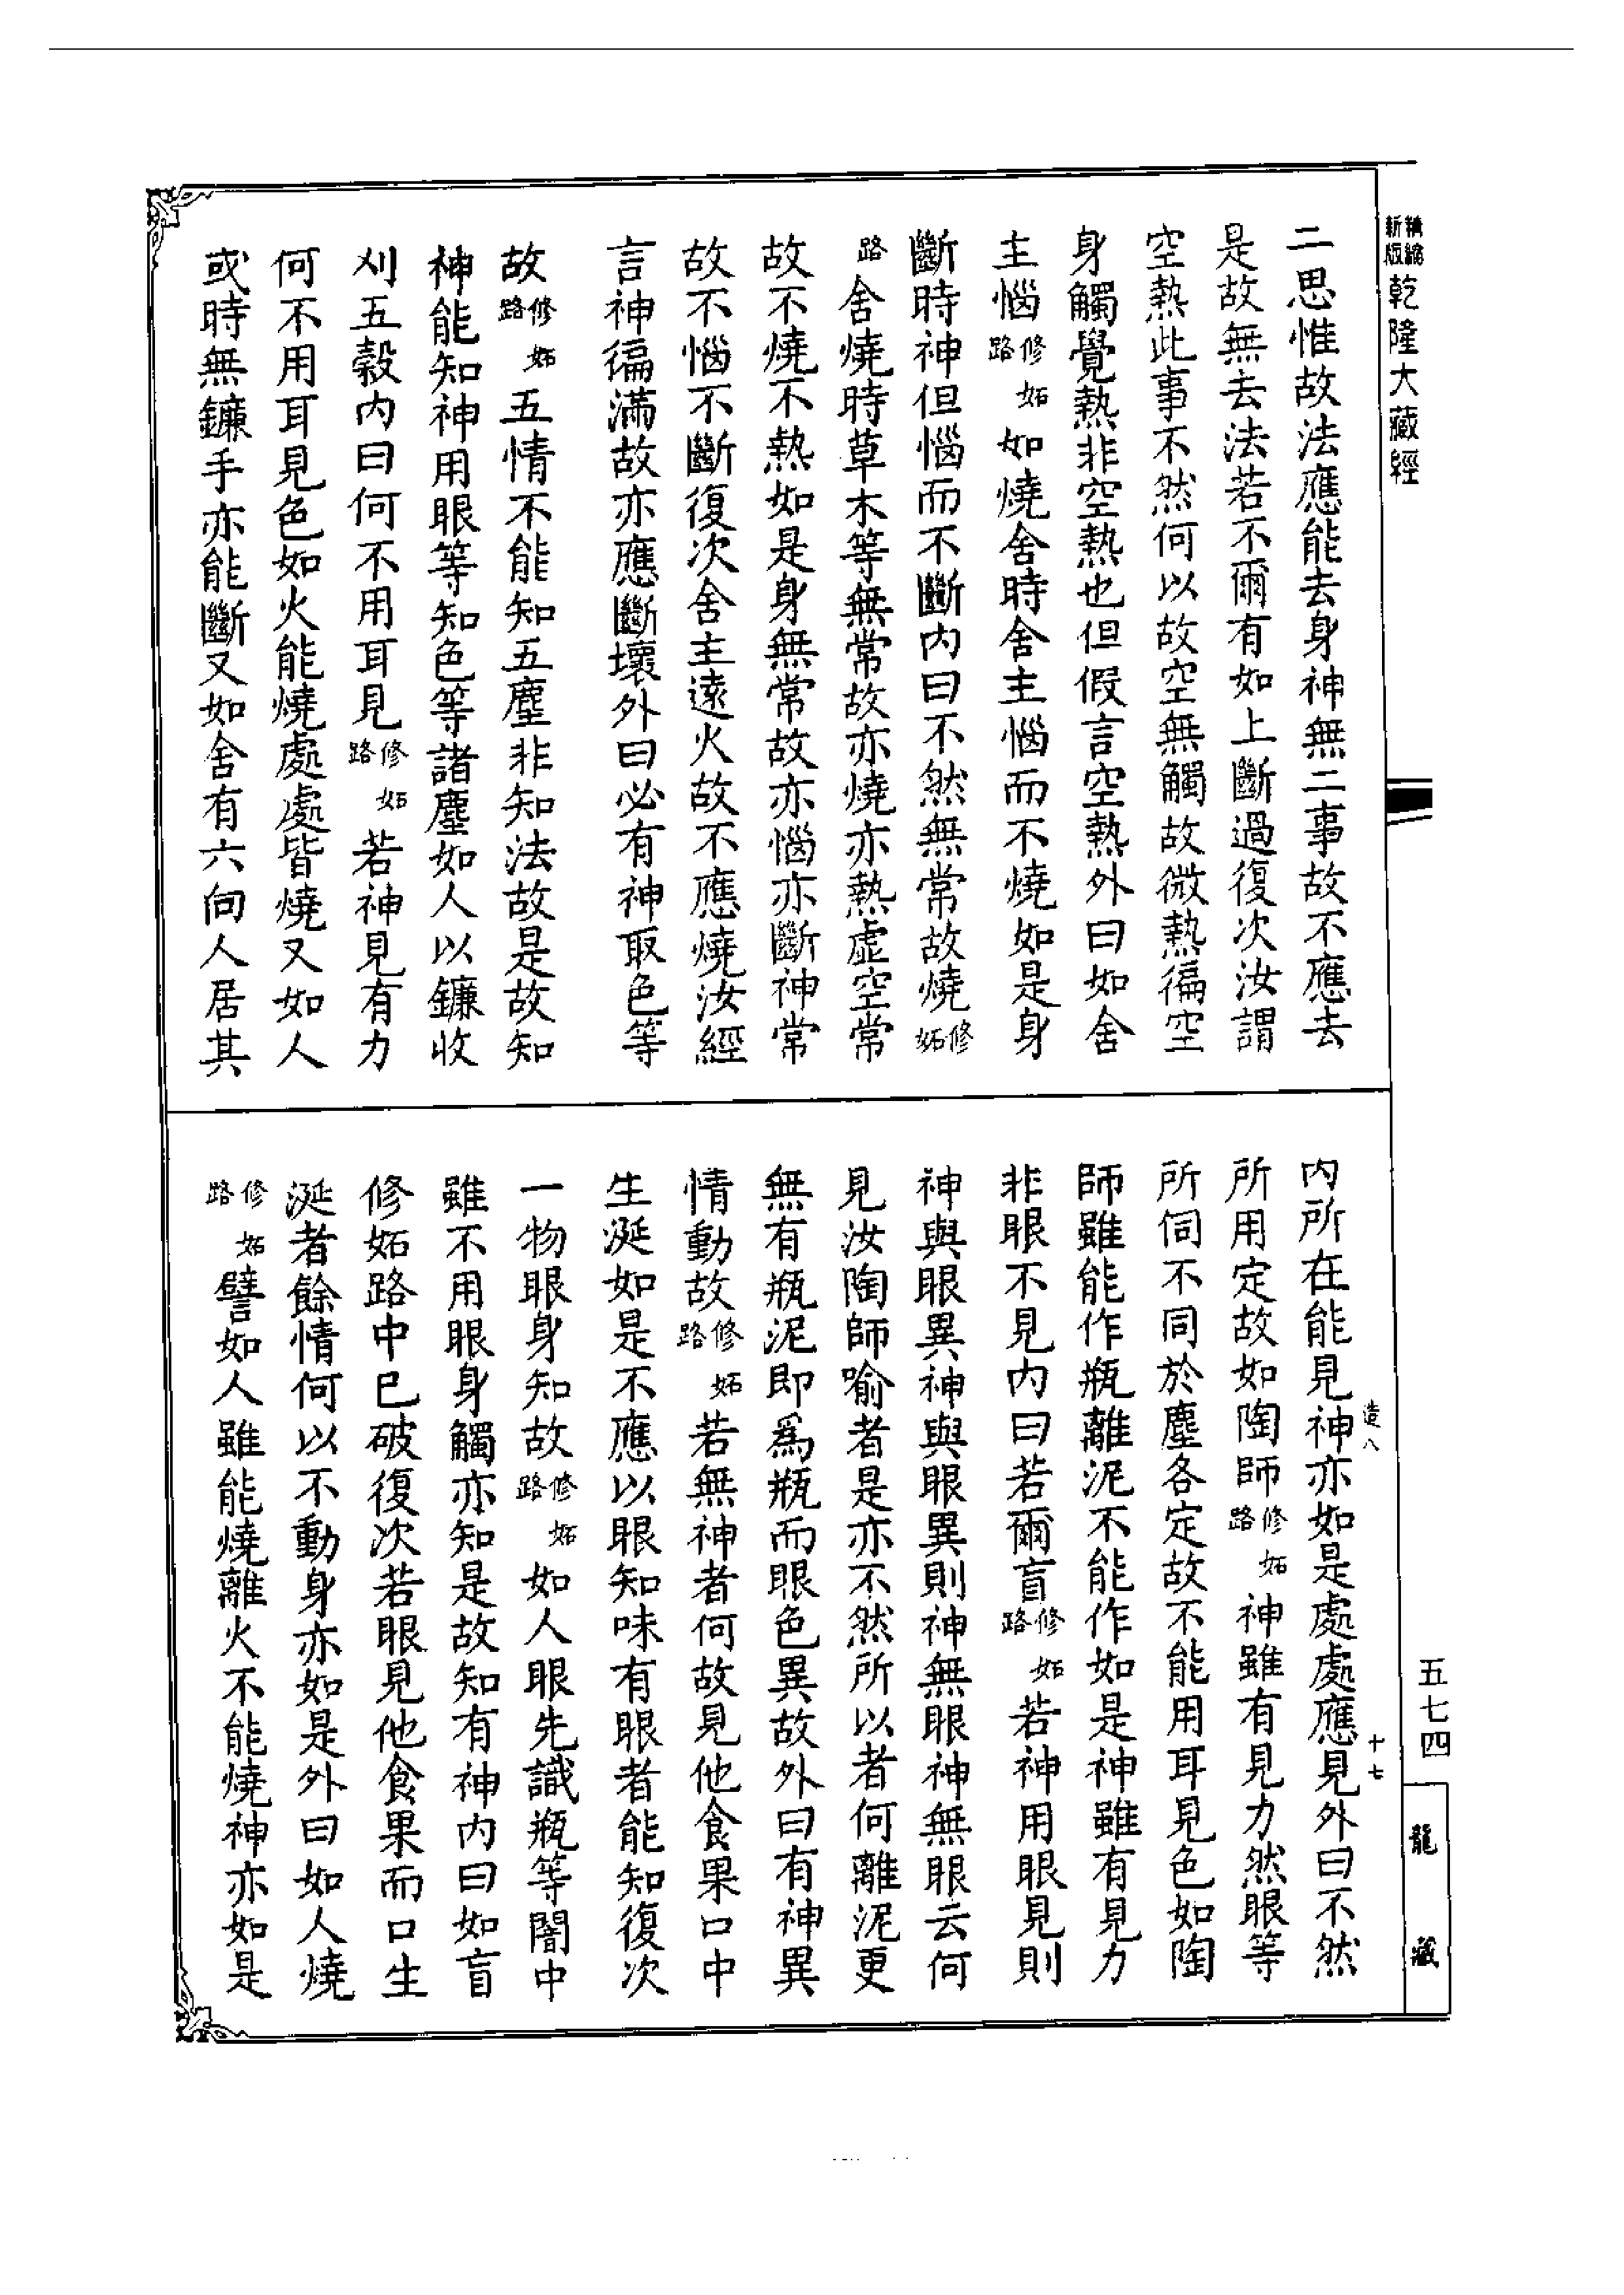 新版精縮乾隆大藏經
二思惟故法應能去身神無二事故不應去
是故無去法若不爾有如上斷過復次汝謂
空熱此事不然何以故空無觸故微熱徧空
身觸覺熱非空熱也但假言空熱外曰如舍
主惱修妬路如燒舍時舍主惱而不燒如是身
斷時神但惱而不斷內曰不然無常故燒修妬
路舍燒時草木等無常故亦燒亦熱虛空常
故不燒不熱如是身無常故亦惱亦斷神常
故不惱不斷復次舍主遠火故不應燒汝經
言神徧滿故亦應斷壞外曰必有神取色等
故修妬路五情不能知五塵非知法故是故知
神能知神用眼等知色等諸塵如人以鐮收
刈五穀內曰何不用耳見修妬路若神見有力
何不用耳見色如火能燒處處皆燒又如人
或時無鐮手亦能斷又如舍有六向人居其
內所在能見神亦如是處處應見外曰不然
所用定故如陶師修妬路神雖有見力然眼等
所伺不同於塵各定故不能用耳見色如陶
師雖能作瓶離泥不能作如是神雖有見力
非眼不見內曰若爾盲修妬路若神用眼見則
神與眼異神與眼異則神無眼神無眼云何
見汝陶師喻者是亦不然所以者何離泥更
無有瓶泥即爲瓶而眼色異故外曰有神異
情動故修妬路若無神者何故見他食果口中
生涎如是不應以眼知味有眼者能知復次
一物眼身知故修妬路如人眼先識瓶等闇中
雖不用眼身觸亦知是故知有神內曰如盲
修妬路中已破復次若眼見他食果而口生
涎者餘情何以不動身亦如是外曰如人燒
修妬路譬如人雖能燒離火不能燒神亦如是
造八
十七
五七四
龍藏